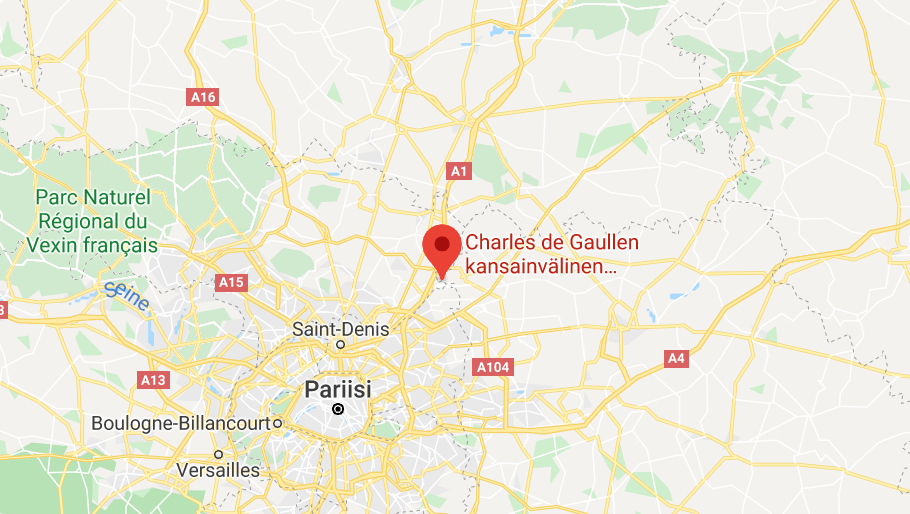 A16
A1
Parc Naturel
Régional du
Vexin français
Charles de Gaullen
kansainvälinen...
A15
Seine
3
Saint-Denis
A104
A4
A13
Pariisi
Boulogne-Billancourt
Versailles